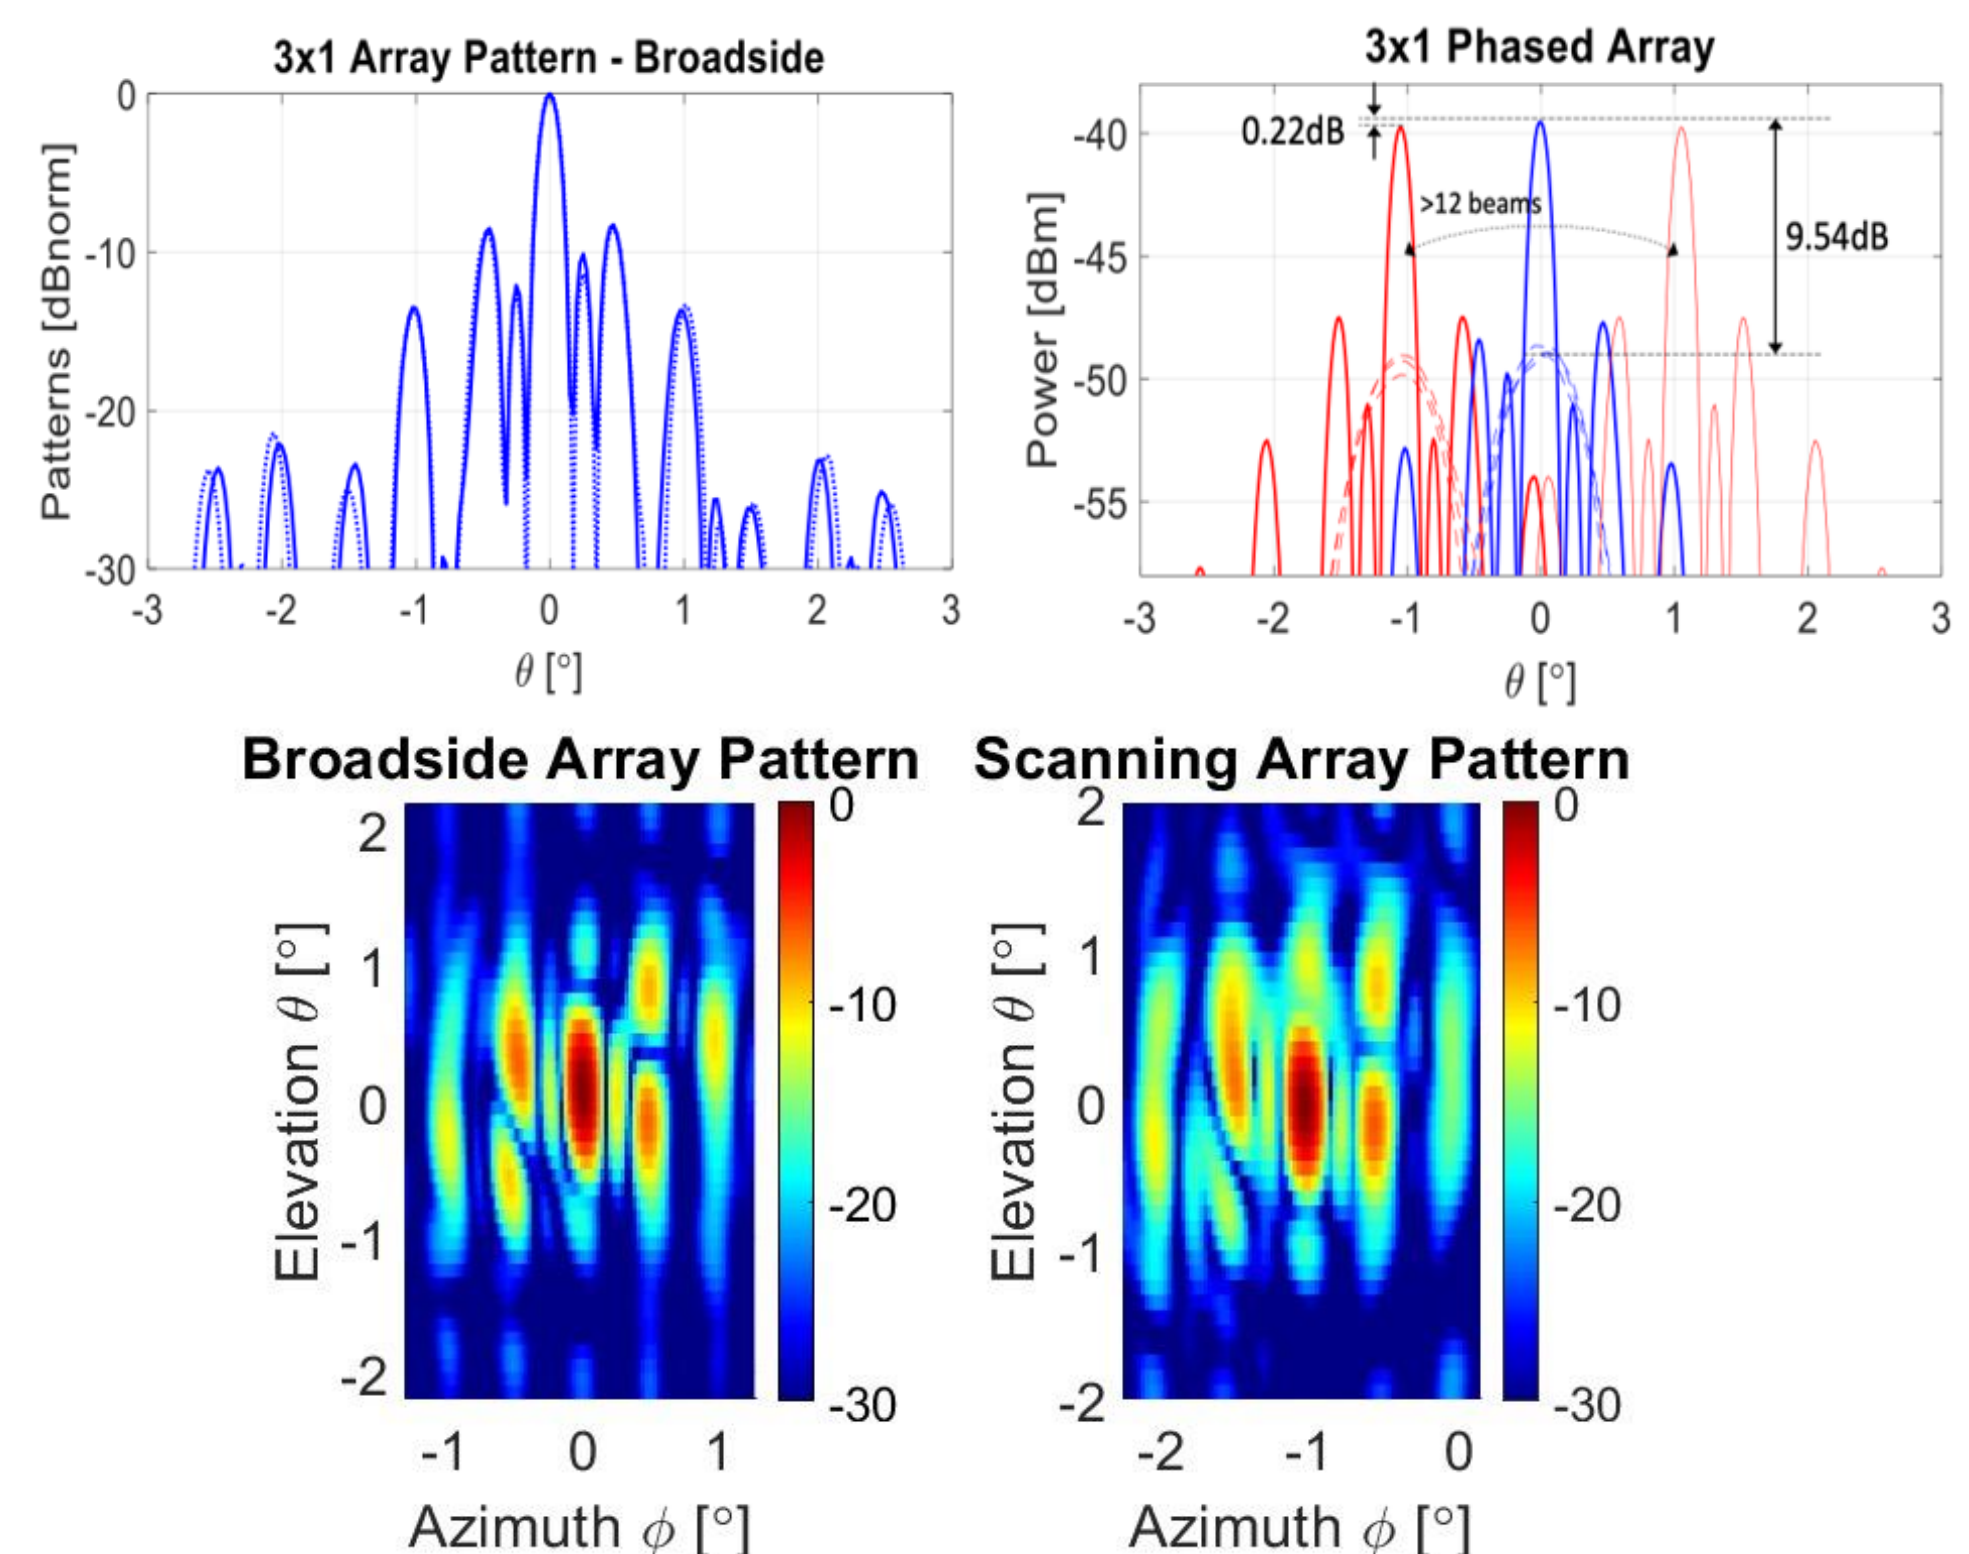 3x1 Array Pattern - Broadside
Patterns [dBnorm]
0
-10
-20
-30
-3 -2 -1 0 1 2 3
θ [°]
3x1 Phased Array
Power [dBm]
-40
-45
-50
-55
0.22dB
>12 beams
9.54dB
-3 -2 -1 0 1 2 3
θ [°]
Broadside Array Pattern
Elevation θ [°]
2
1
0
-1
-2
-1 0 1
Azimuth ϕ [°]
0
-10
-20
-30
Scanning Array Pattern
Elevation θ [°]
2
1
0
-1
-2
-2 -1 0
Azimuth ϕ [°]
0
-10
-20
-30